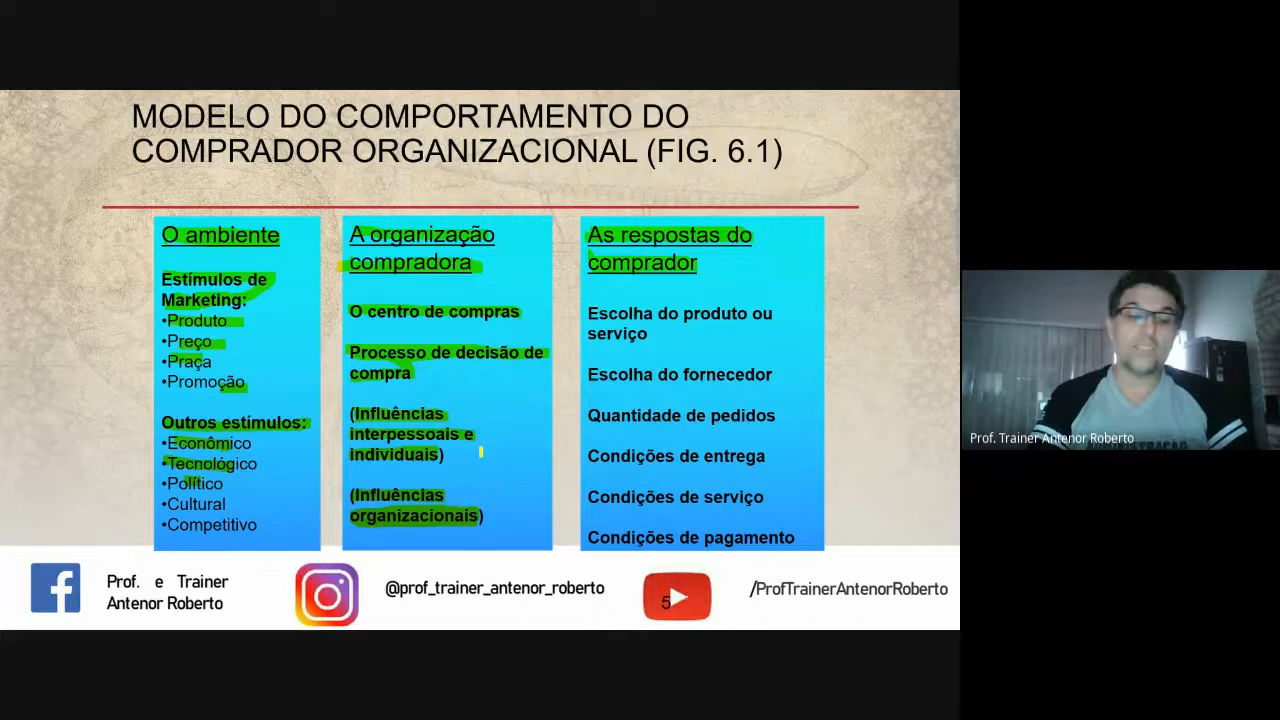 MODELO DO COMPORTAMENTO DO
COMPRADOR ORGANIZACIONAL (FIG. 6.1)
O ambiente
Estímulos de
Marketing:
•Produto
•Preço
•Praça
•Promoção
Outros estímulos:
•Econômico
•Tecnológico
•Político
•Cultural
•Competitivo
A organização
compradora
O centro de compras
Processo de decisão de
compra
(Influências
interpessoais e
individuais)
(Influências
organizacionais)
As respostas do
comprador
Escolha do produto ou
serviço
Escolha do fornecedor
Quantidade de pedidos
Condições de entrega
Condições de serviço
Condições de pagamento
Prof. e Trainer
Antenor Roberto
@prof_trainer_antenor_roberto
5
/ProfTrainerAntenorRoberto
Prof. Trainer Antenor Roberto